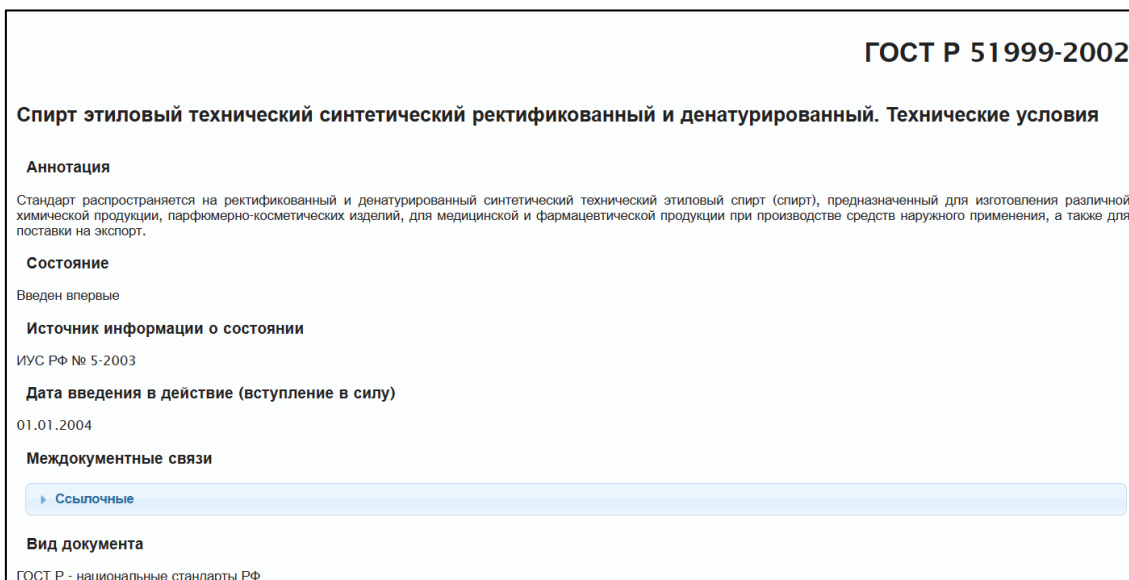 ГОСТ Р 51999-2002
Спирт этиловый технический синтетический ректификованный и денатурированный. Технические условия
Аннотация
Стандарт распространяется на ректификованный и денатурированный синтетический технический этиловый спирт (спирт), предназначенный для изготовления различной
химической продукции, парфюмерно-косметических изделий, для медицинской и фармацевтической продукции при производстве средств наружного применения, а также для
поставки на экспорт.
Состояние
Введен впервые
Источник информации о состоянии
ИУС РФ № 5-2003
Дата введения в действие (вступление в силу)
01.01.2004
Междокументные связи
Ссылочные
Вид документа
ГОСТ Р - национальные стандарты РФ